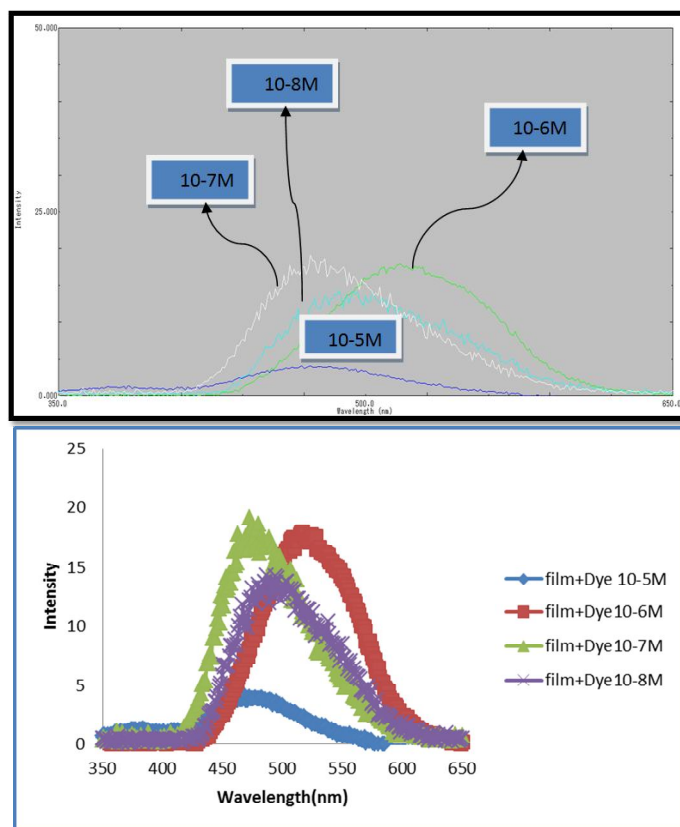 50.000
10-8M
10-6M
10-7M
25.000
Intensity
10-5M
0.000
350.0
500.0
650.0
Wavelength (nm)
25
20
15
10
5
0
Intensity
350
400
450
500
550
600
650
Wavelength(nm)
film+Dye 10-5M
film+Dye10-6M
film+Dye10-7M
film+Dye10-8M